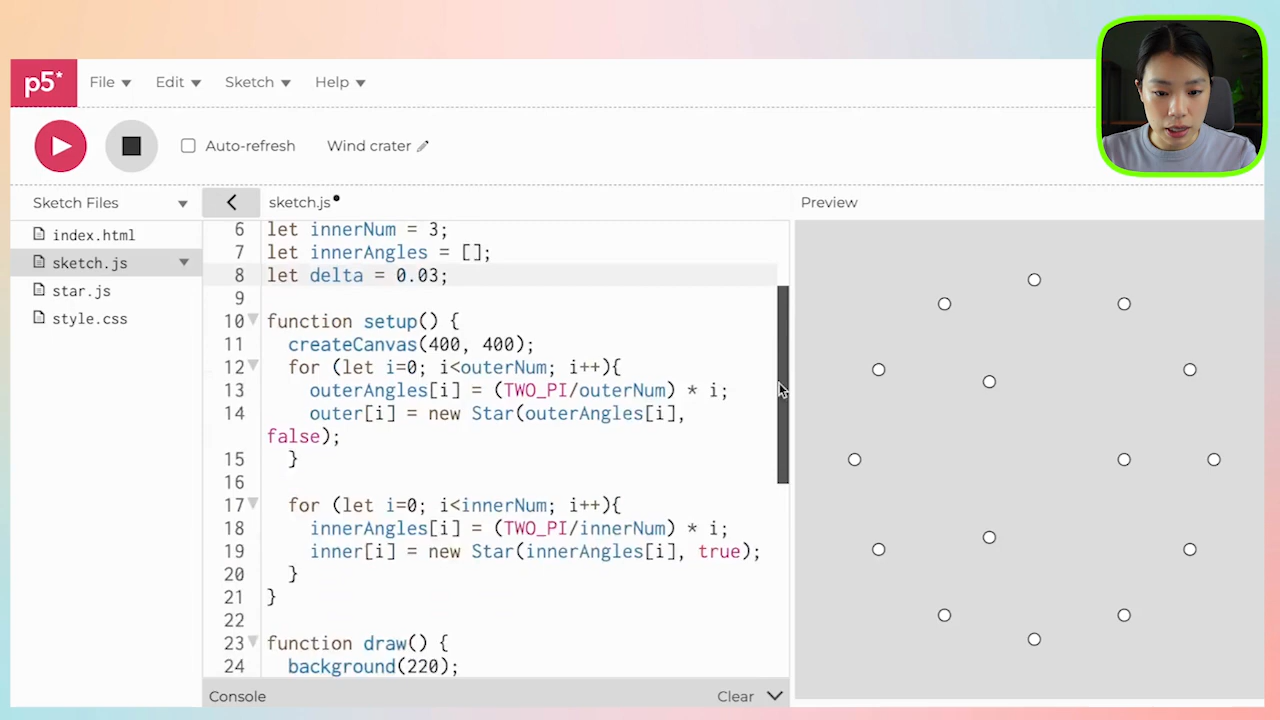 p5* File Edit Sketch Help
Auto-refresh Wind crater
Sketch Files
index.html
sketch.js
star.js
style.css
sketch.js
6 let innerNum = 3;
7 let innerAngles = [];
8 let delta = 0.03;
9
10 function setup() {
11 createCanvas(400, 400);
12 for (let i=0; i<outerNum; i++){
13 outerAngles[i] = (TWO_PI/outerNum) * i;
14 outer[i] = new Star(outerAngles[i],
false);
15 }
16
17 for (let i=0; i<innerNum; i++){
18 innerAngles[i] = (TWO_PI/innerNum) * i;
19 inner[i] = new Star(innerAngles[i], true);
20 }
21 }
22
23 function draw() {
24 background(220);
Console Clear
Preview